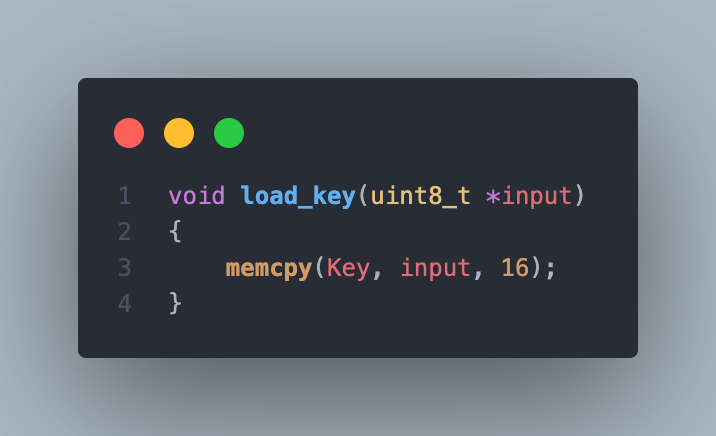 1 void load_key(uint8_t *input)
2 {
3     memcpy(Key, input, 16);
4 }